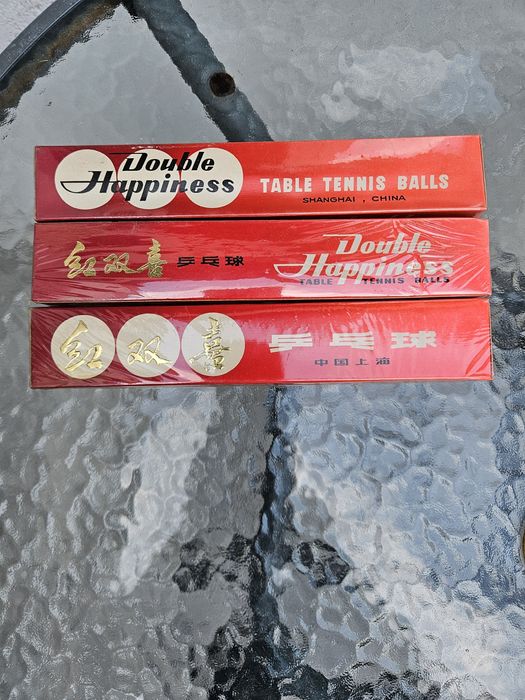 Double
Happiness
TABLE TENNIS BALLS
SHANGHAI , CHINA
红双喜 乒乓球
Double
Happiness
TABLE TENNIS BALLS
红双喜 乒乓球
中国上海